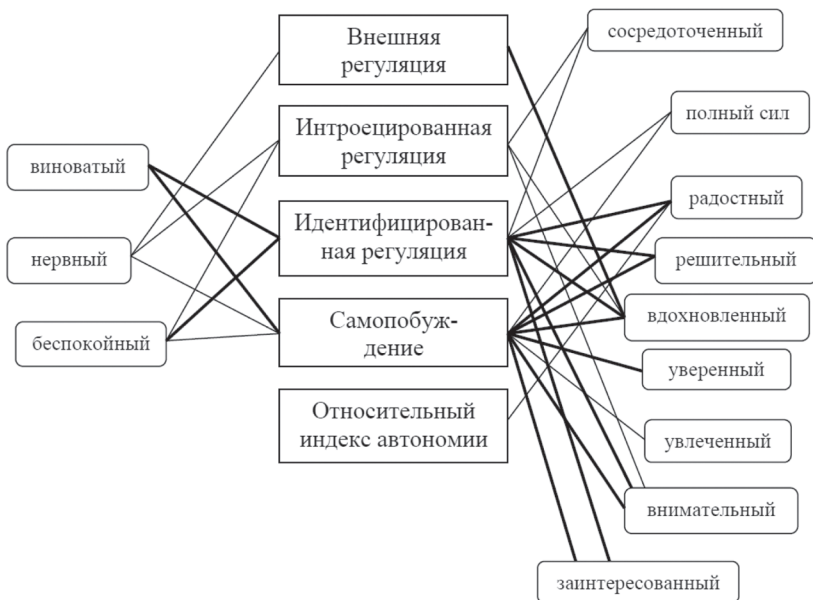 Внешняя
регуляция
сосредоточенный
полный сил
Интроецированная
регуляция
виноватый
радостный
Идентифицирован-
ная регуляция
нервный
решительный
Самопобуж-
дение
вдохновленный
беспокойный
уверенный
Относительный
индекс автономии
увлеченный
внимательный
заинтересованный